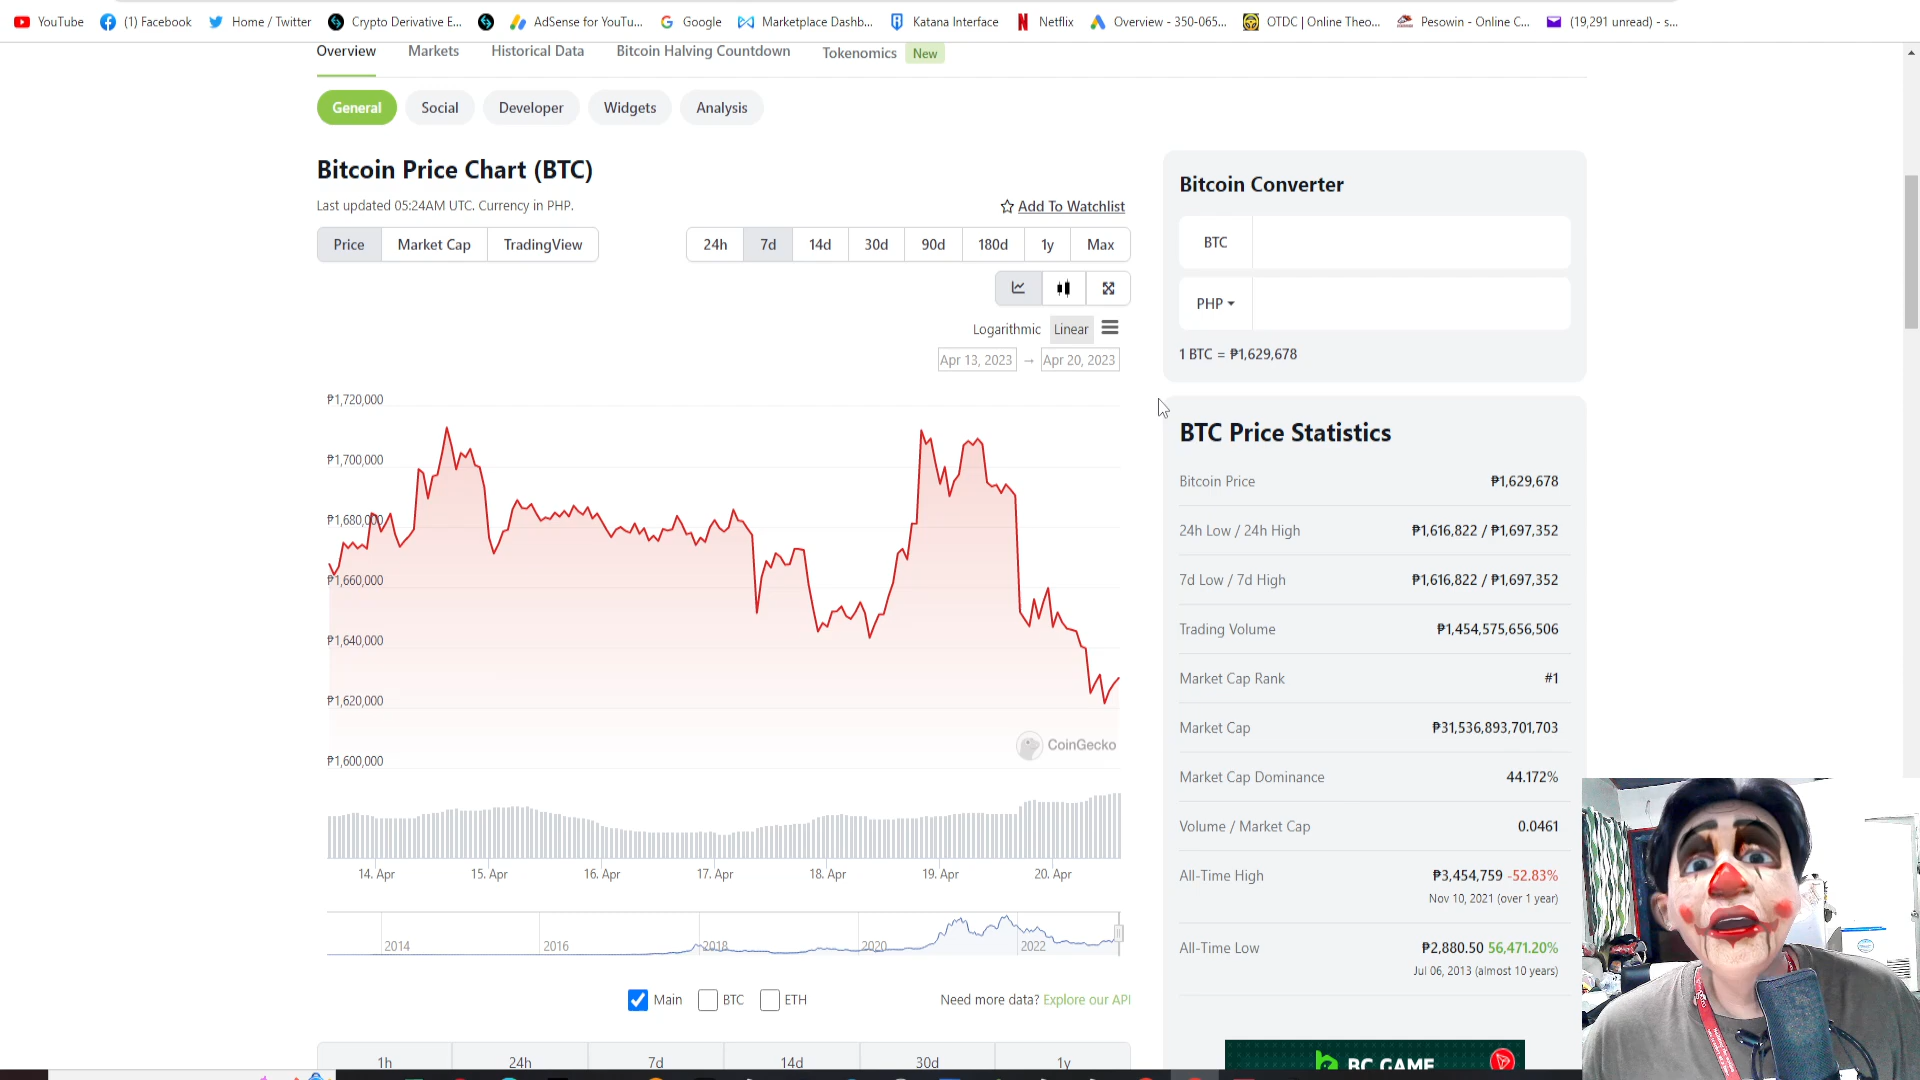 YouTube (1) Facebook Home / Twitter Crypto Derivative E... AdSense for YouTu... Google Marketplace Dashb... Katana Interface Netflix Overview - 350-065... OTDC | Online Theo... Pesowin - Online C... (19,291 unread) - s...
Overview Markets Historical Data Bitcoin Halving Countdown Tokenomics New
General Social Developer Widgets Analysis
Bitcoin Price Chart (BTC)
Last updated 05:24AM UTC. Currency in PHP.
Add To Watchlist
Price Market Cap TradingView
24h 7d 14d 30d 90d 180d 1y Max
Logarithmic Linear
Apr 13, 2023 → Apr 20, 2023
₱1,720,000
₱1,700,000
₱1,680,000
₱1,660,000
₱1,640,000
₱1,620,000
₱1,600,000
CoinGecko
14. Apr 15. Apr 16. Apr 17. Apr 18. Apr 19. Apr 20. Apr
2014 2016 2018 2020 2022
Main BTC ETH
Need more data? Explore our API
1h 24h 7d 14d 30d 1y
Bitcoin Converter
BTC
PHP
1 BTC = ₱1,629,678
BTC Price Statistics
Bitcoin Price ₱1,629,678
24h Low / 24h High ₱1,616,822 / ₱1,697,352
7d Low / 7d High ₱1,616,822 / ₱1,697,352
Trading Volume ₱1,454,575,656,506
Market Cap Rank #1
Market Cap ₱31,536,893,701,703
Market Cap Dominance 44.172%
Volume / Market Cap 0.0461
All-Time High ₱3,454,759 -52.83%
Nov 10, 2021 (over 1 year)
All-Time Low ₱2,880.50 56,471.20%
Jul 06, 2013 (almost 10 years)
BC.GAME